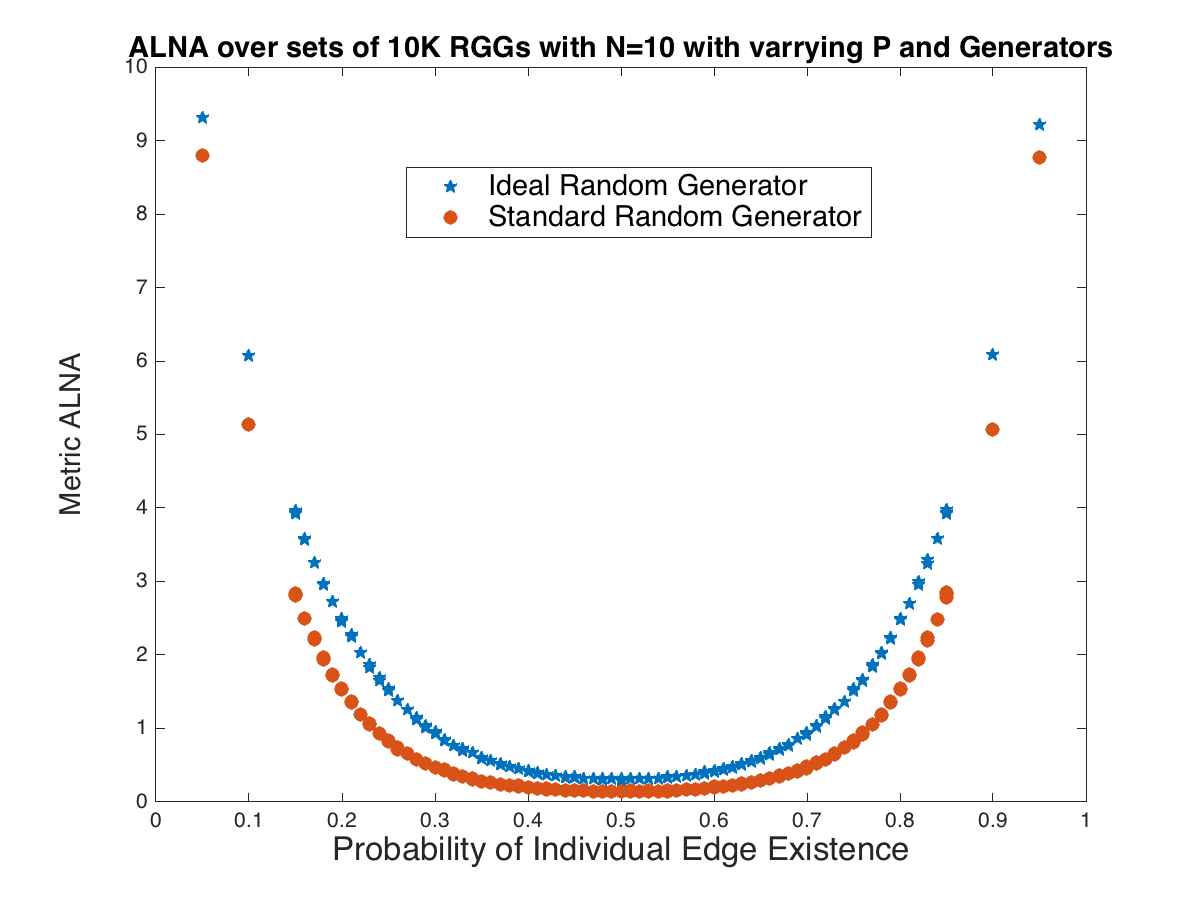 ALNA over sets of 10K RGGs with N=10 with varrying P and Generators
10
9
8
7
6
5
4
3
2
1
0
Metric ALNA
Ideal Random Generator
Standard Random Generator
0 0.1 0.2 0.3 0.4 0.5 0.6 0.7 0.8 0.9 1
Probability of Individual Edge Existence